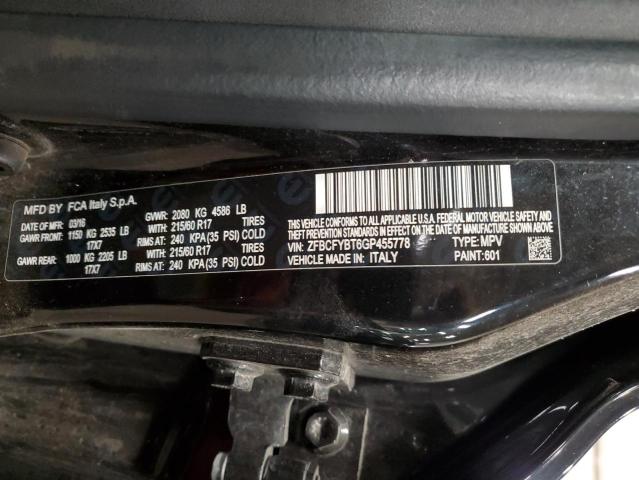 MFD BY FCA Italy S.p.A.
DATE OF MFR: 03/16 GVWR: 2080 KG 4586 LB
GAWR FRONT: 1150 KG 2535 LB WITH 215/60 R17 TIRES
17X7 RIMS AT: 240 KPA (35 PSI) COLD
GAWR REAR: 1000 KG 2205 LB WITH 215/60 R17 TIRES
17X7 RIMS AT: 240 KPA (35 PSI) COLD
THIS VEHICLE CONFORMS TO ALL APPLICABLE U.S.A. FEDERAL MOTOR VEHICLE SAFETY, BUMPER AND
THEFT PREVENTION STANDARDS IN EFFECT ON THE DATE OF MANUFACTURE SHOWN ABOVE.
VIN: ZFBCFYBT6GP455778 TYPE: MPV
VEHICLE MADE IN: ITALY PAINT: 601